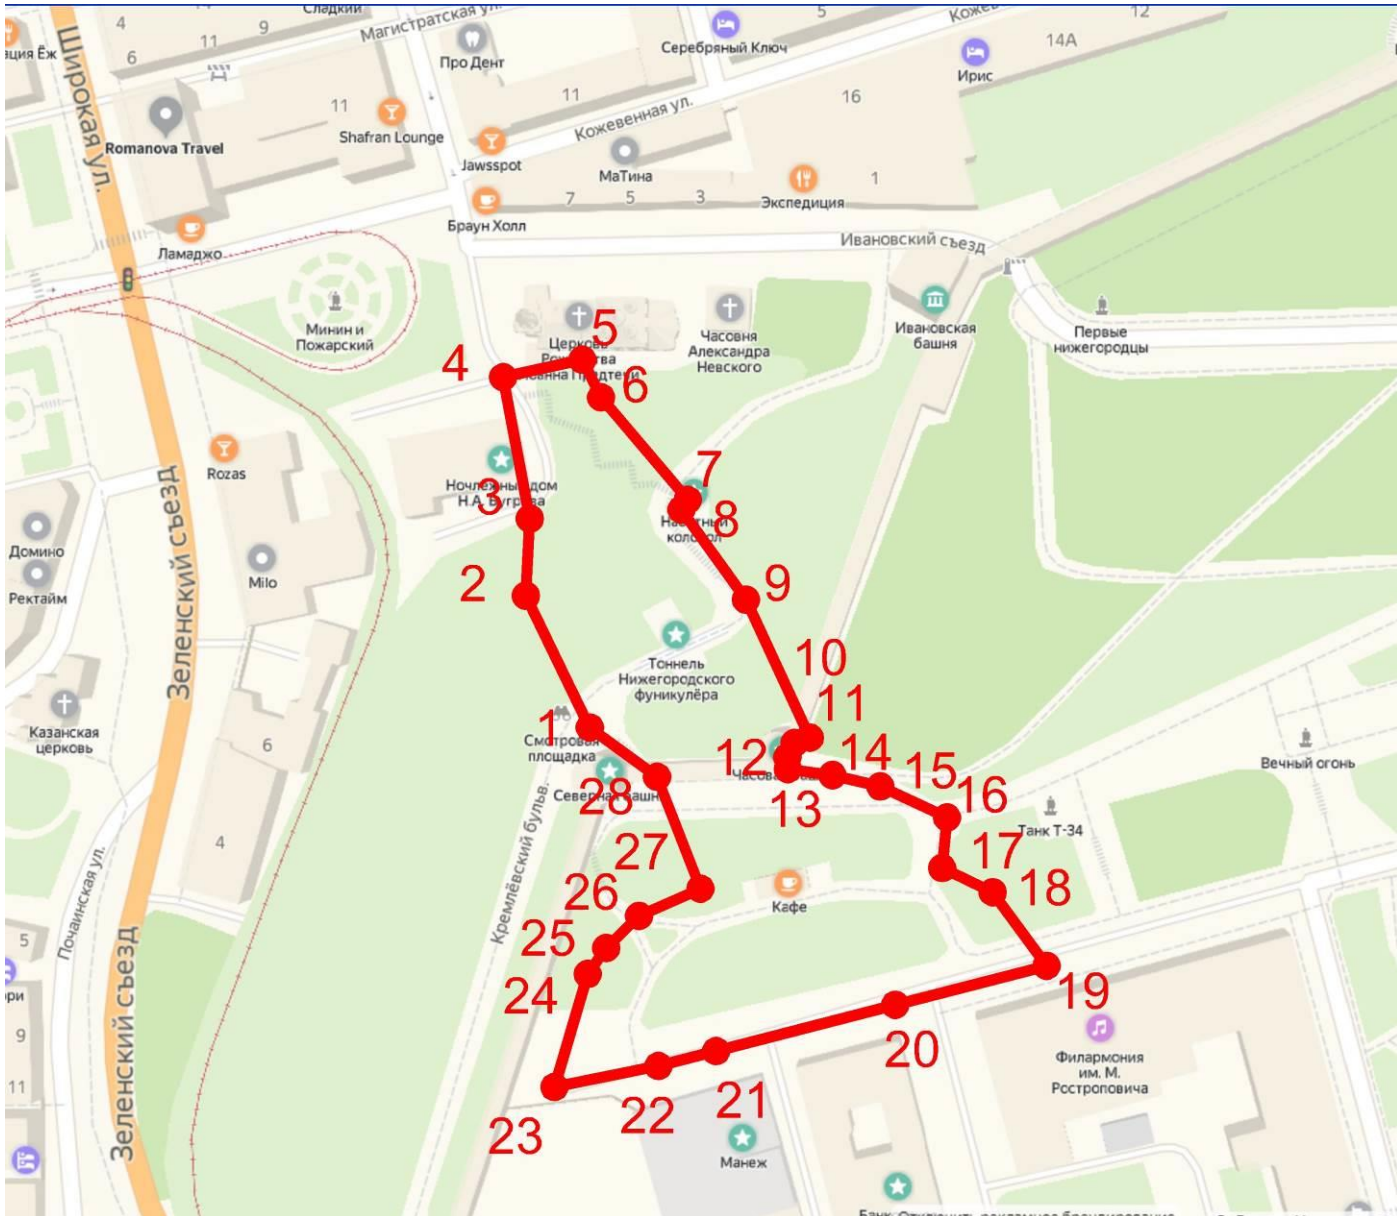 Сладкий
Магистратская ул.
Кожевенная ул.
4
11
9
6
5
12
14А
Широкая ул.
Про Дент
Серебряный Ключ
Ирис
11
11
16
Shafran Lounge
Romanova Travel
Jawsspot
МаТина
7
5
3
1
Экспедиция
Браун Холл
Ламаджо
Ивановский съезд
Минин и
Пожарский
Часовня
Александра
Невского
Ивановская
башня
Первые
нижегородцы
4
5
6
Rozas
Ночлежный дом
3
7
8
Домино
Ректайм
Milo
2
9
Зеленский съезд
Тоннель
Нижегородского
фуникулёра
10
11
Казанская
церковь
6
1
Смотровая
площадка
12
14
Вечный огонь
28
13
15
16
Танк Т-34
4
Кремлёвский бульв.
27
17
18
Почаинская ул.
26
Кафе
5
25
24
19
Зеленский съезд
9
20
Филармония
им. М.
Ростроповича
11
23
22
21
Манеж